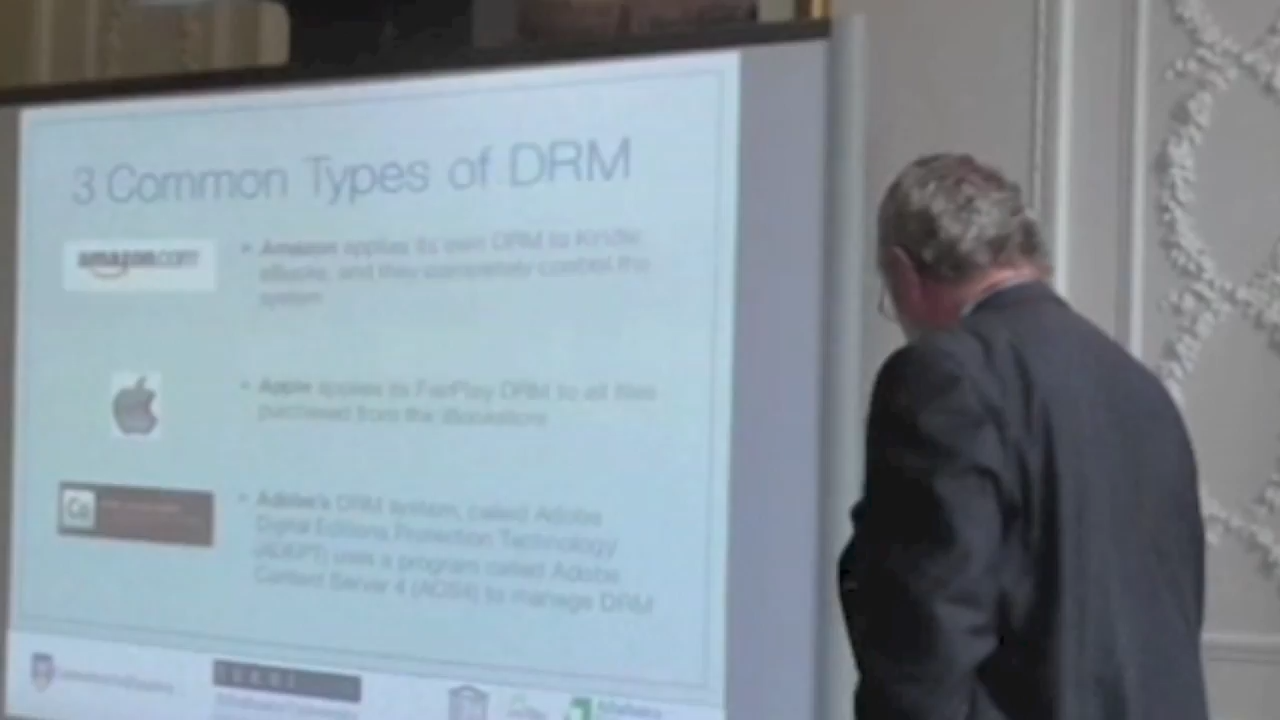 3 Common Types of DRM
amazon.com
Amazon applies its own DRM to Kindle
eBooks, and they completely control the
system
Apple applies its FairPlay DRM to all files
purchased from the iBookstore
Adobe's DRM system, called Adobe
Digital Editions Protection Technology
(ADEPT) uses a program called Adobe
Content Server 4 (ACS4) to manage DRM